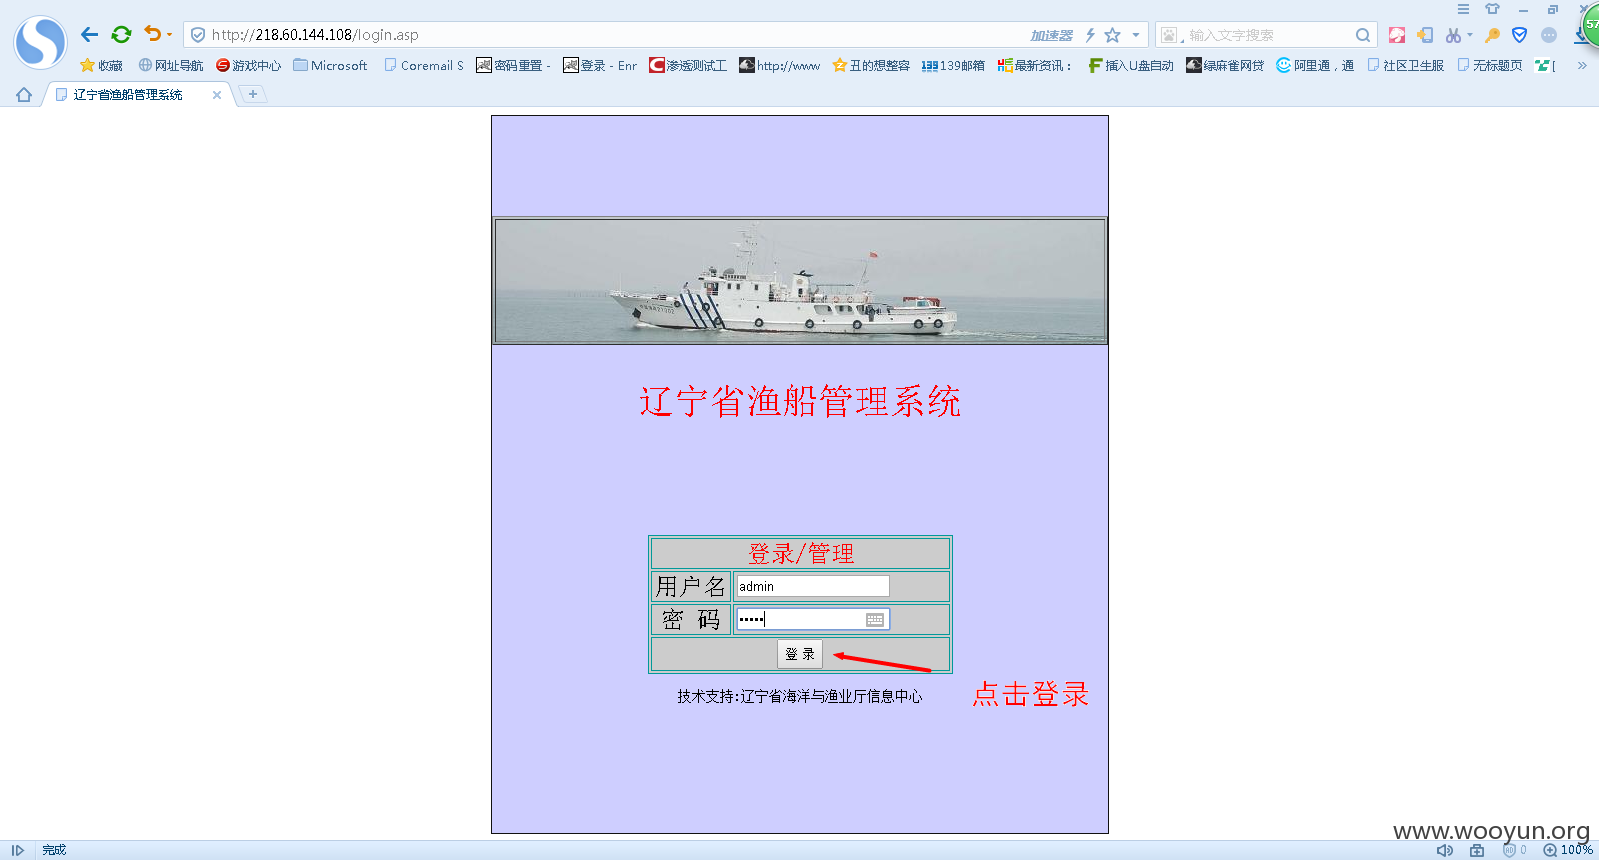 57
http://218.60.144.108/login.asp
加速器
输入文字搜索
收藏 网址导航 游戏中心 Microsoft Coremail S 密码重置 - 登录 - Enr 渗透测试工 http://www 丑的想整容 139邮箱 最新资讯： 插入U盘自动 绿麻雀网贷 阿里通，通 社区卫生服 无标题页 [ »
辽宁省渔船管理系统
辽宁省渔船管理系统
登录/管理
用户名 admin
密 码 •••••
登 录
点击登录
技术支持:辽宁省海洋与渔业厅信息中心
www.wooyun.org
完成
0
100%